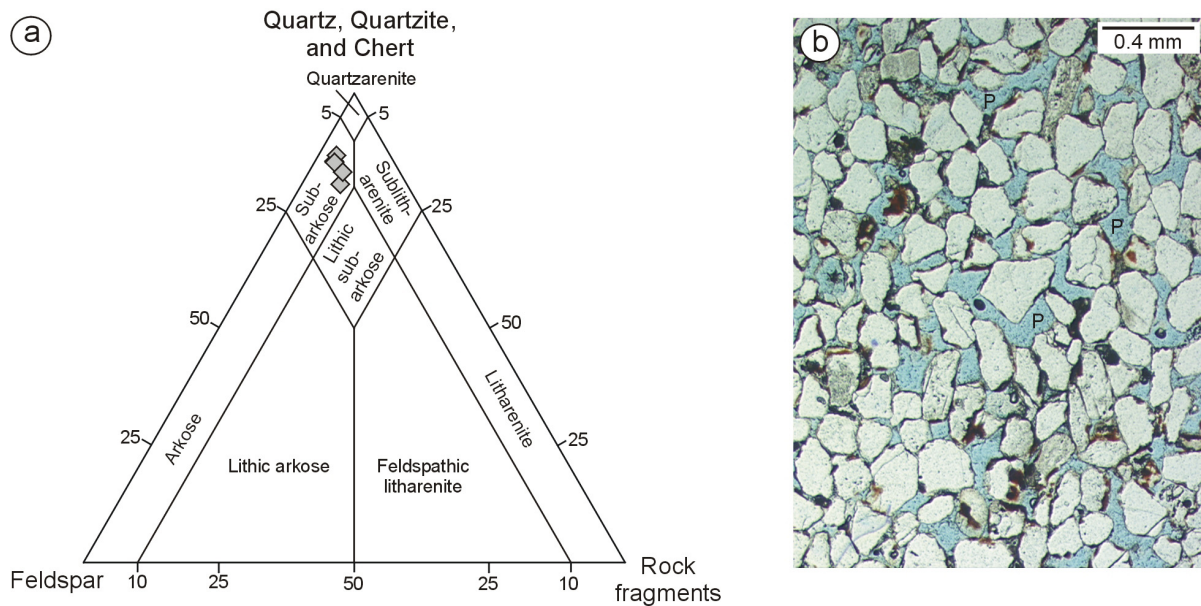 a
Quartz, Quartzite,
and Chert
Quartzarenite
5
5
Sub-
arkose
Sublith-
arenite
25
25
Lithic
sub-
arkose
50
50
Arkose
Litharenite
25
25
Lithic arkose
Feldspathic
litharenite
Feldspar
10
25
50
25
10
Rock
fragments
b
0.4 mm
P
P
P